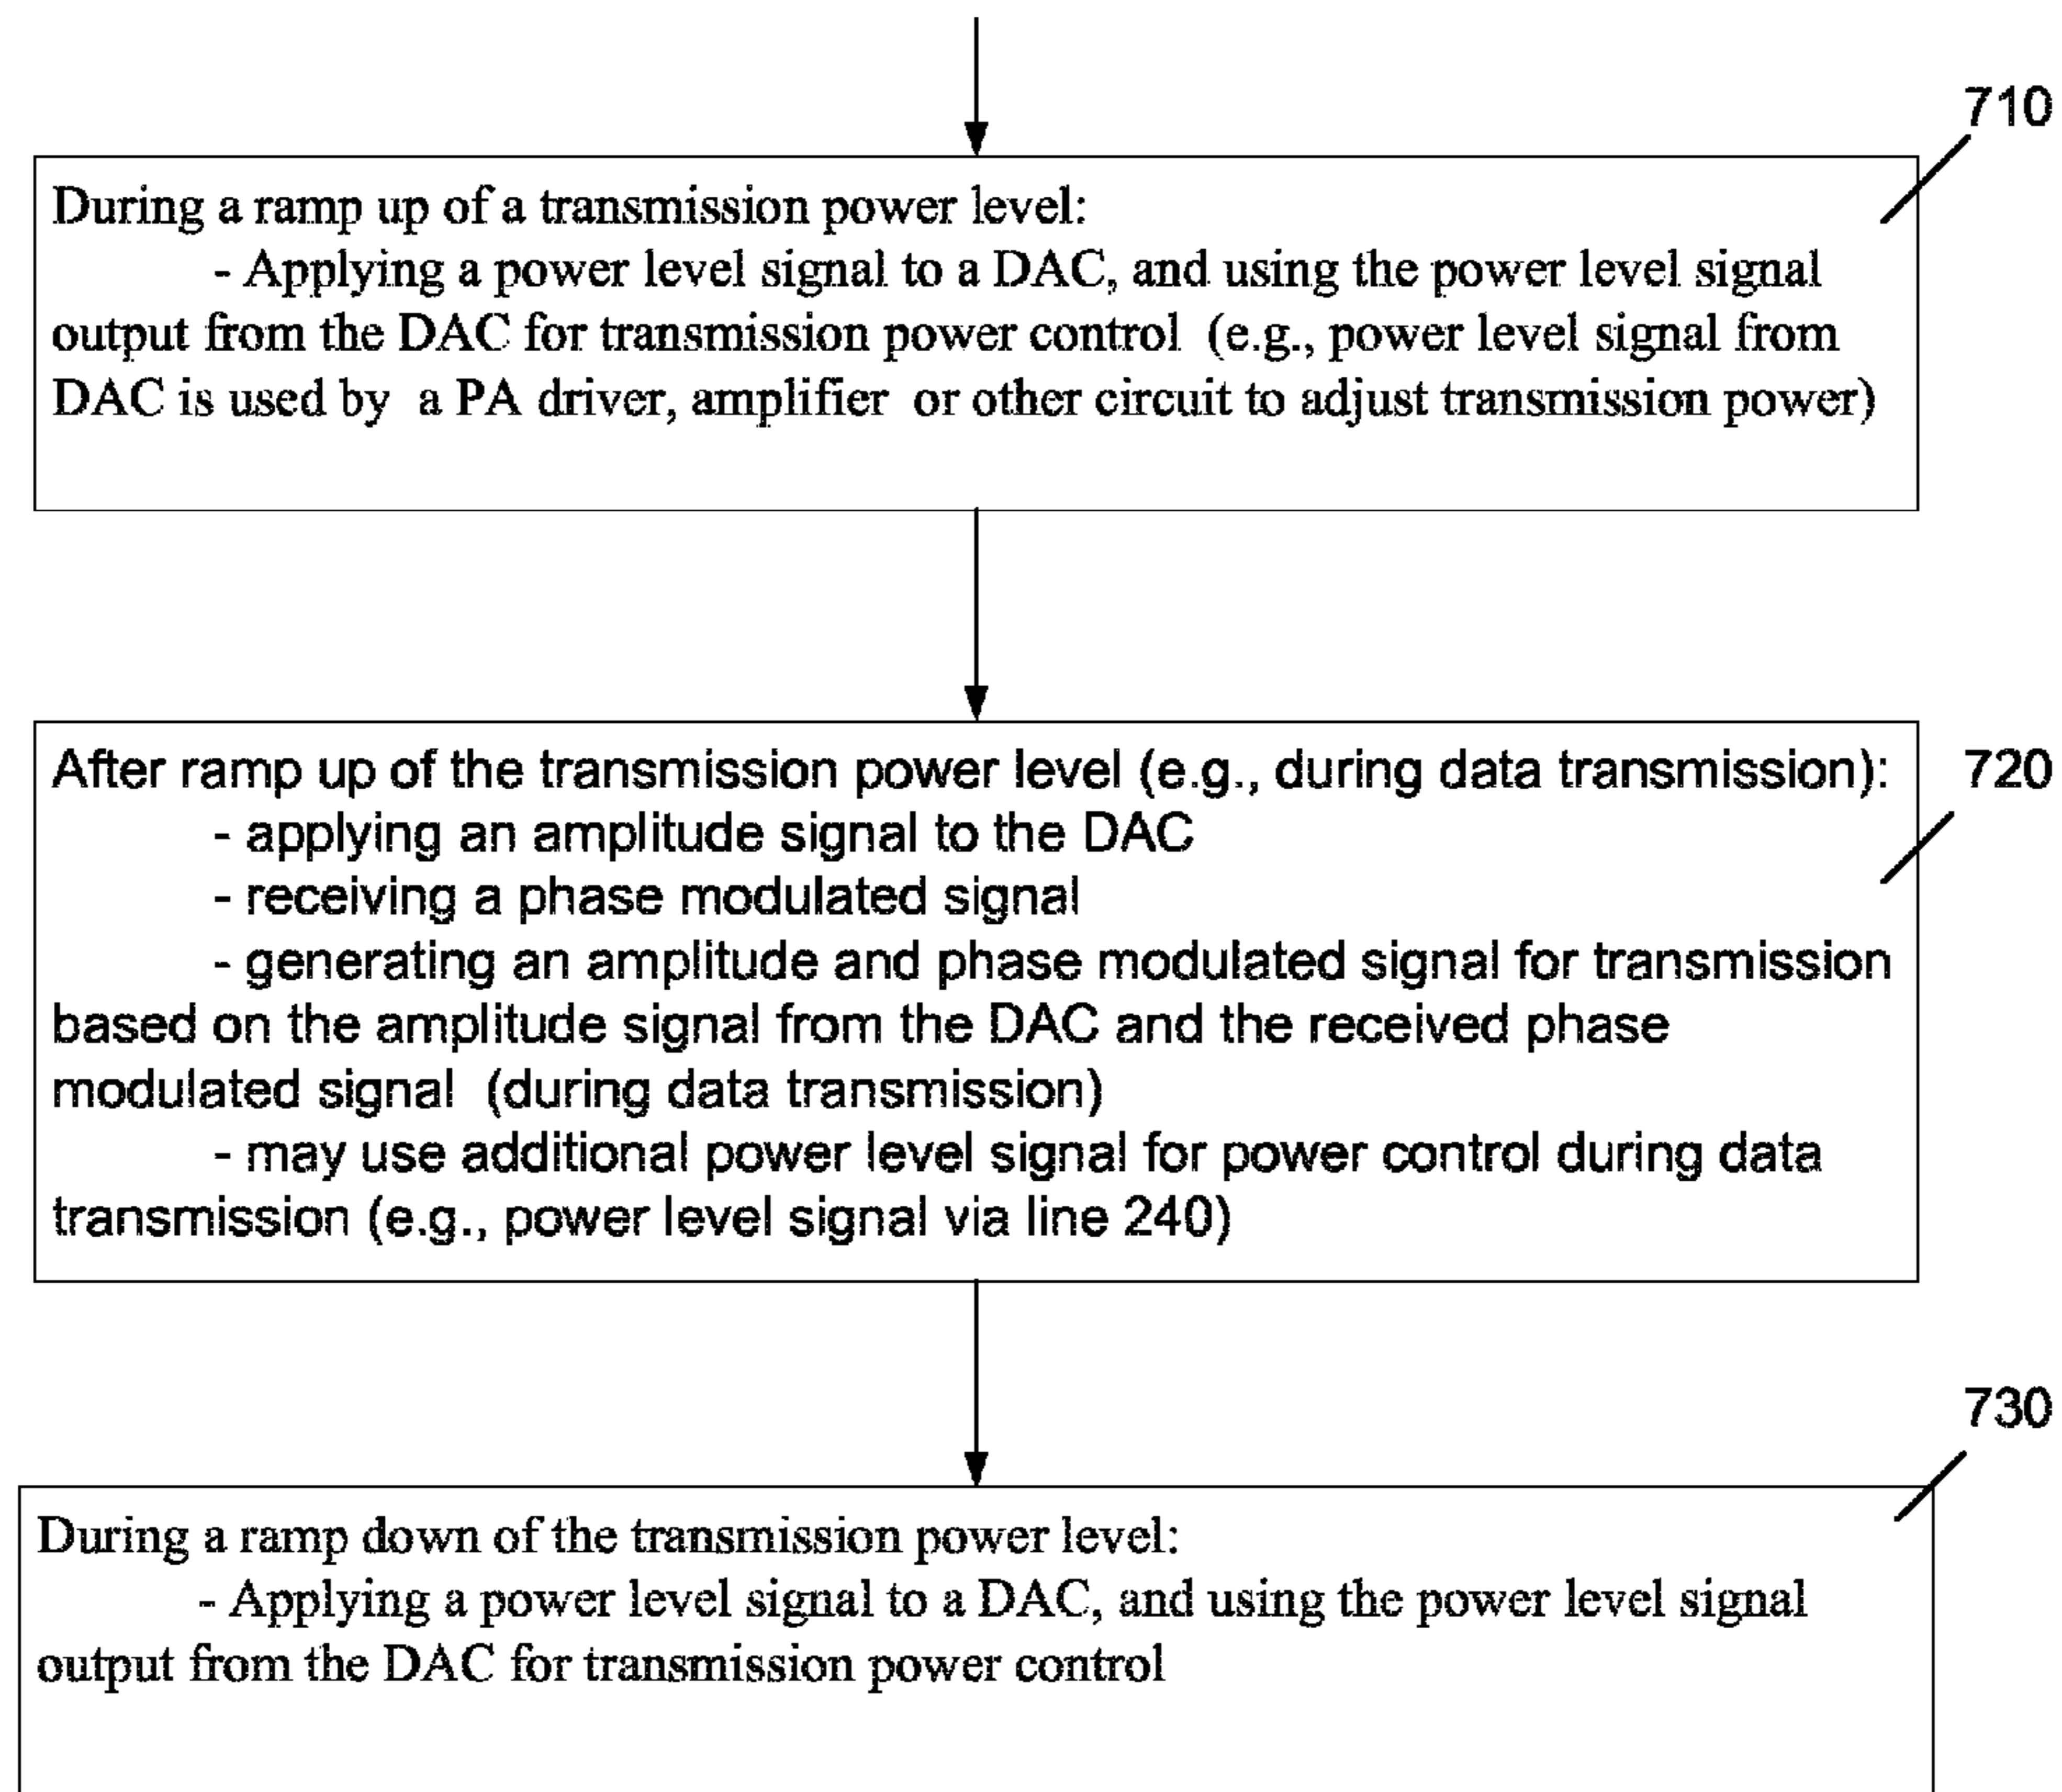 710
During a ramp up of a transmission power level:
- Applying a power level signal to a DAC, and using the power level signal
output from the DAC for transmission power control (e.g., power level signal from
DAC is used by a PA driver, amplifier or other circuit to adjust transmission power)
720
After ramp up of the transmission power level (e.g., during data transmission):
- applying an amplitude signal to the DAC
- receiving a phase modulated signal
- generating an amplitude and phase modulated signal for transmission
based on the amplitude signal from the DAC and the received phase
modulated signal (during data transmission)
- may use additional power level signal for power control during data
transmission (e.g., power level signal via line 240)
730
During a ramp down of the transmission power level:
- Applying a power level signal to a DAC, and using the power level signal
output from the DAC for transmission power control